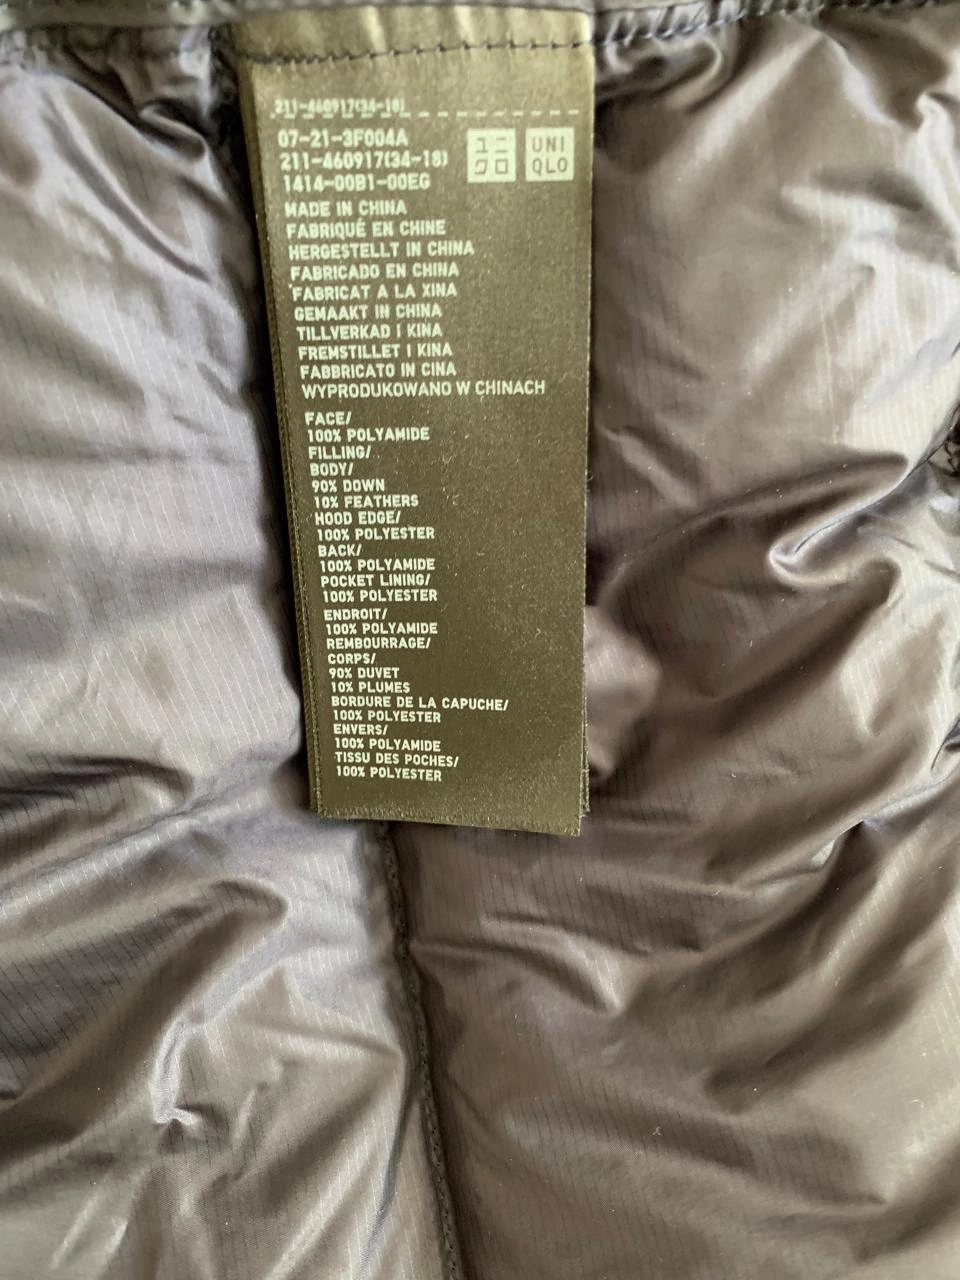 211-460917(34-18)
07-21-3F004A
211-460917(34-18)
1414-00B1-00EG
ユニ
クロ
UNI
QLO
MADE IN CHINA
FABRIQUÉ EN CHINE
HERGESTELLT IN CHINA
FABRICADO EN CHINA
FABRICAT A LA XINA
GEMAAKT IN CHINA
TILLVERKAD I KINA
FREMSTILLET I KINA
FABBRICATO IN CINA
WYPRODUKOWANO W CHINACH
FACE/
100% POLYAMIDE
FILLING/
BODY/
90% DOWN
10% FEATHERS
HOOD EDGE/
100% POLYESTER
BACK/
100% POLYAMIDE
POCKET LINING/
100% POLYESTER
ENDROIT/
100% POLYAMIDE
REMBOURRAGE/
CORPS/
90% DUVET
10% PLUMES
BORDURE DE LA CAPUCHE/
100% POLYESTER
ENVERS/
100% POLYAMIDE
TISSU DES POCHES/
100% POLYESTER